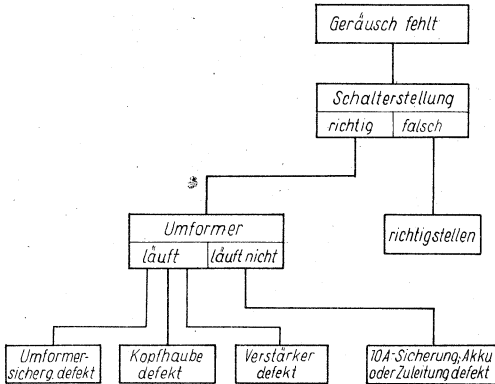 Geräusch fehlt
Schalterstellung
richtig falsch
Umformer
läuft läuft nicht
richtigstellen
Umformer-
sicherg. defekt
Kopfhaube
defekt
Verstärker
defekt
10A-Sicherung; Akku
oder Zuleitung defekt